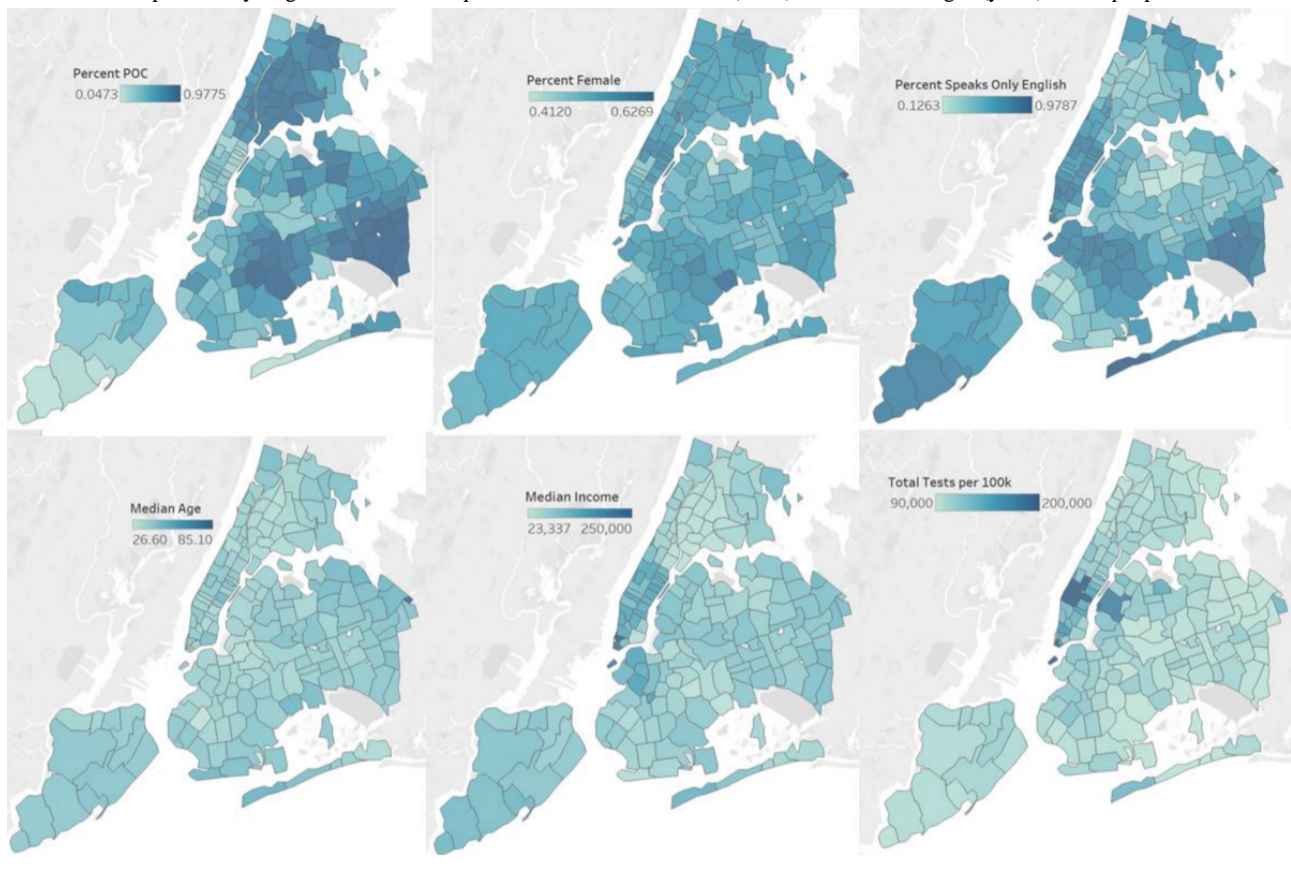 Percent POC
0.0473 0.9775
Percent Female
0.4120 0.6269
Percent Speaks Only English
0.1263 0.9787
Median Age
26.60 85.10
Median Income
23,337 250,000
Total Tests per 100k
90,000 200,000